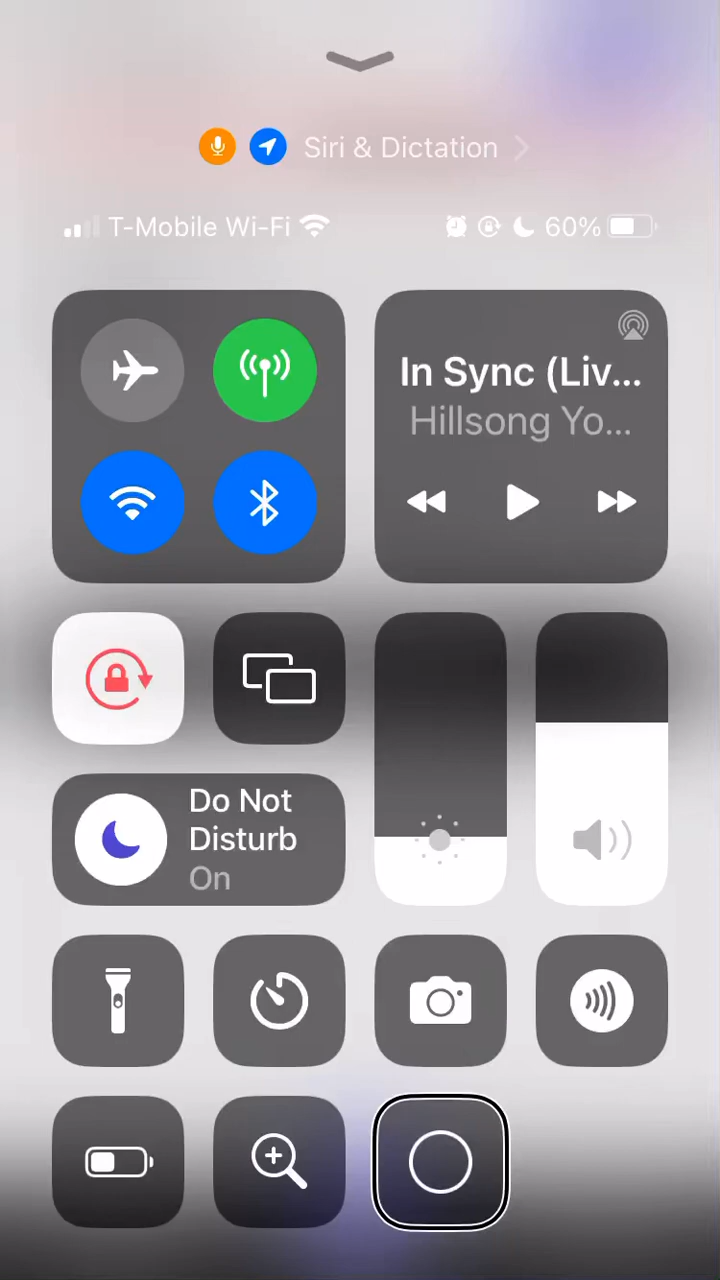 Siri & Dictation
T-Mobile Wi-Fi 60%
In Sync (Liv...
Hillsong Yo...
Do Not
Disturb
On